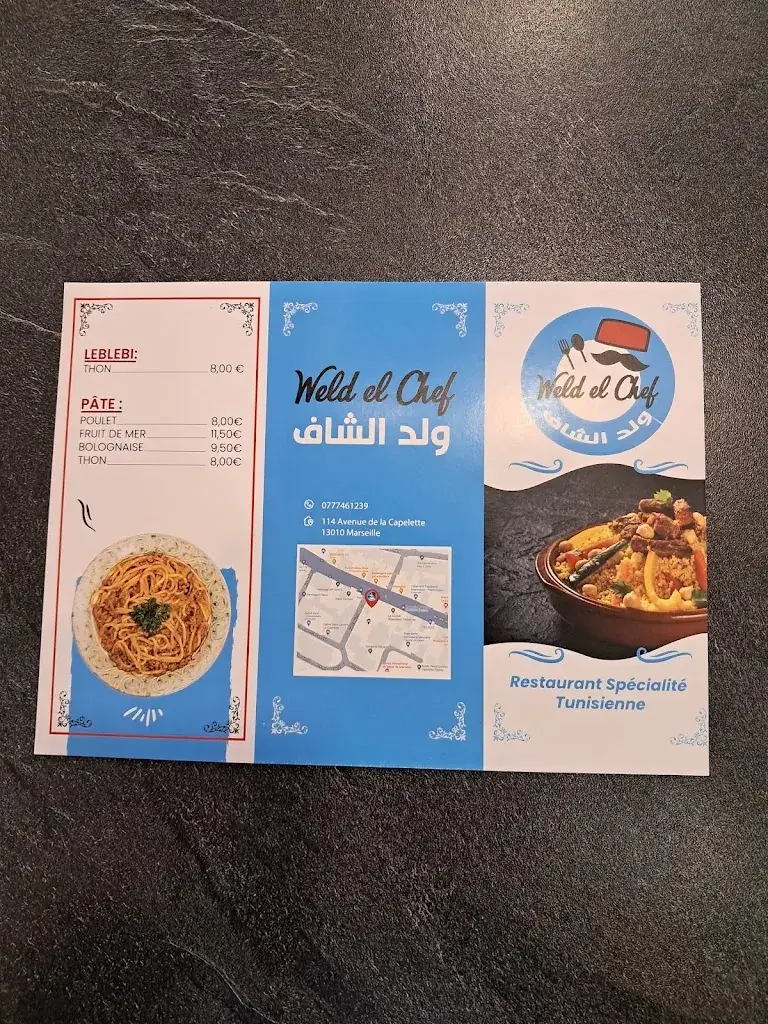 LEBLEBI:
THON 8,00 €
PÂTE :
POULET 8,00€
FRUIT DE MER 11,50€
BOLOGNAISE 9,50€
THON 8,00€
Weld el Chef
ولد الشاف
0777461239
114 Avenue de la Capelette
13010 Marseille
Weld el Chef
ولد الشاف
Restaurant Spécialité
Tunisienne